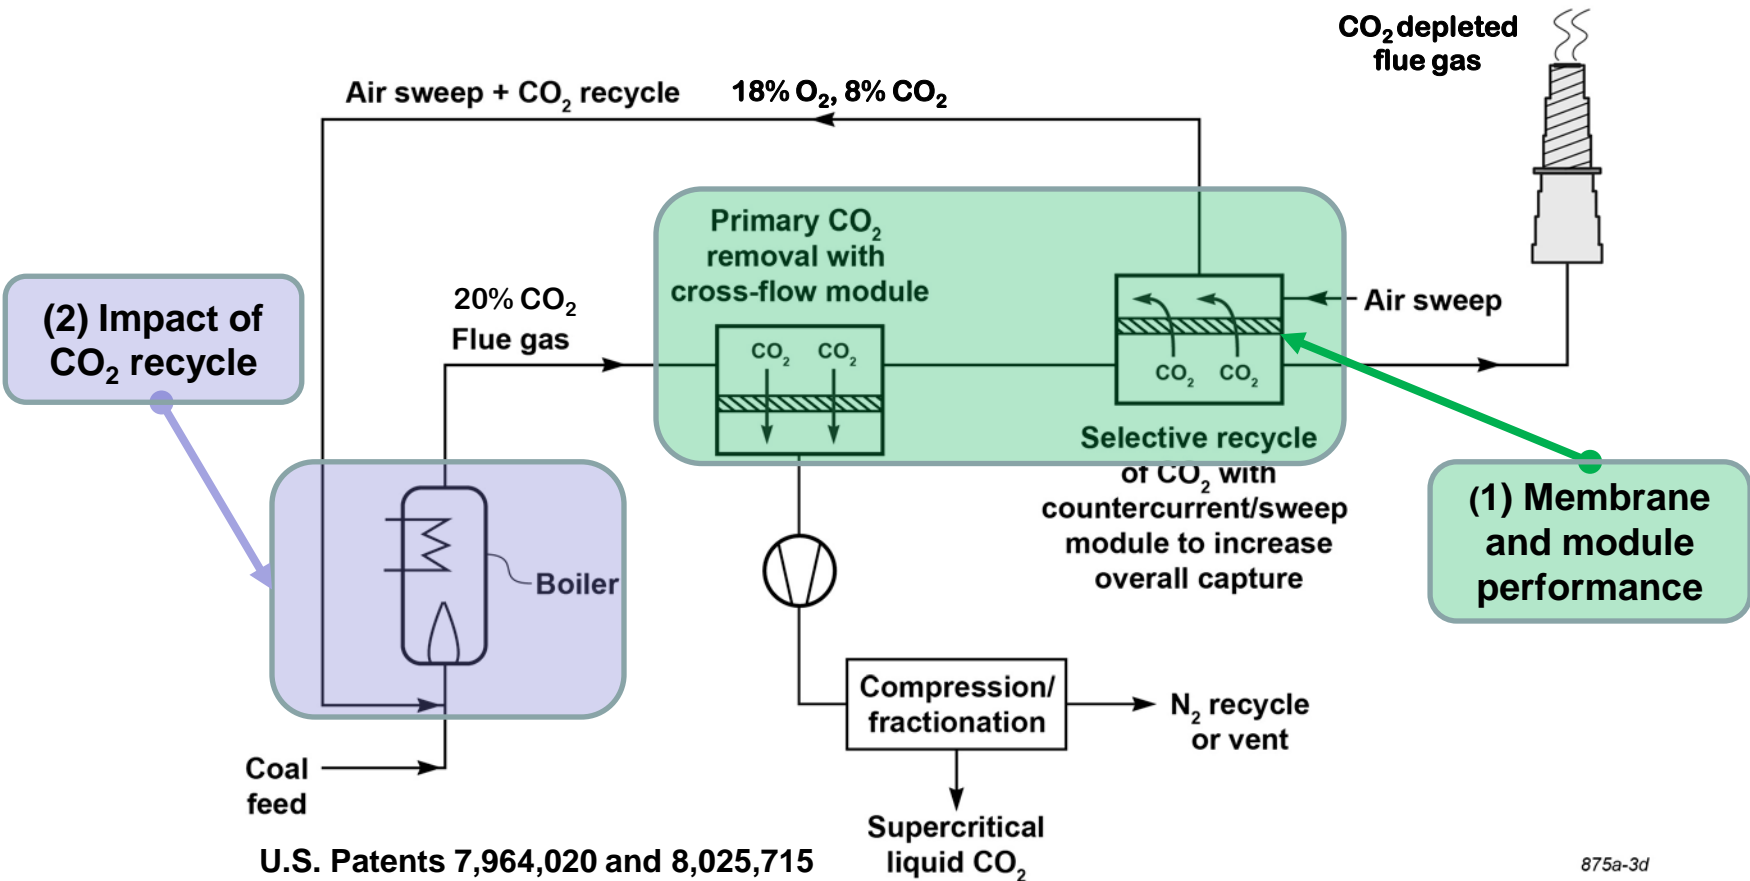 CO₂ depleted
flue gas
Air sweep + CO₂ recycle
18% O₂, 8% CO₂
Primary CO₂
removal with
cross-flow module
(2) Impact of
CO₂ recycle
20% CO₂
Flue gas
Air sweep
CO₂ CO₂
CO₂ CO₂
Selective recycle
of CO₂ with
countercurrent/sweep
module to increase
overall capture
(1) Membrane
and module
performance
Boiler
Compression/
fractionation
N₂ recycle
or vent
Coal
feed
Supercritical
liquid CO₂
U.S. Patents 7,964,020 and 8,025,715
875a-3d